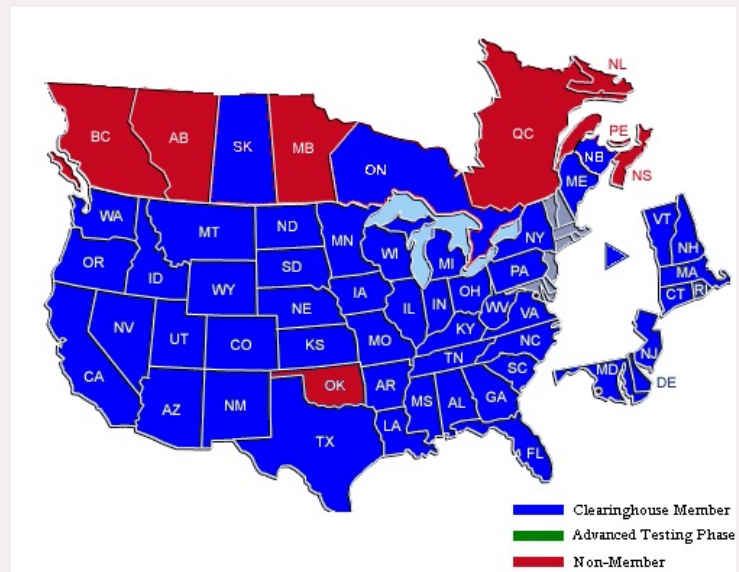 NL
BC
AB
SK
MB
ON
QC
PE
NB
NS
ME
WA
MT
ND
MN
WI
MI
NY
VT
NH
OR
ID
WY
SD
IA
IL
IN
OH
PA
MA
CT
RI
NV
UT
CO
NE
KS
MO
KY
WV
VA
NJ
MD
DE
CA
AZ
NM
OK
AR
TN
NC
SC
TX
LA
MS
AL
GA
FL
Clearinghouse Member
Advanced Testing Phase
Non-Member